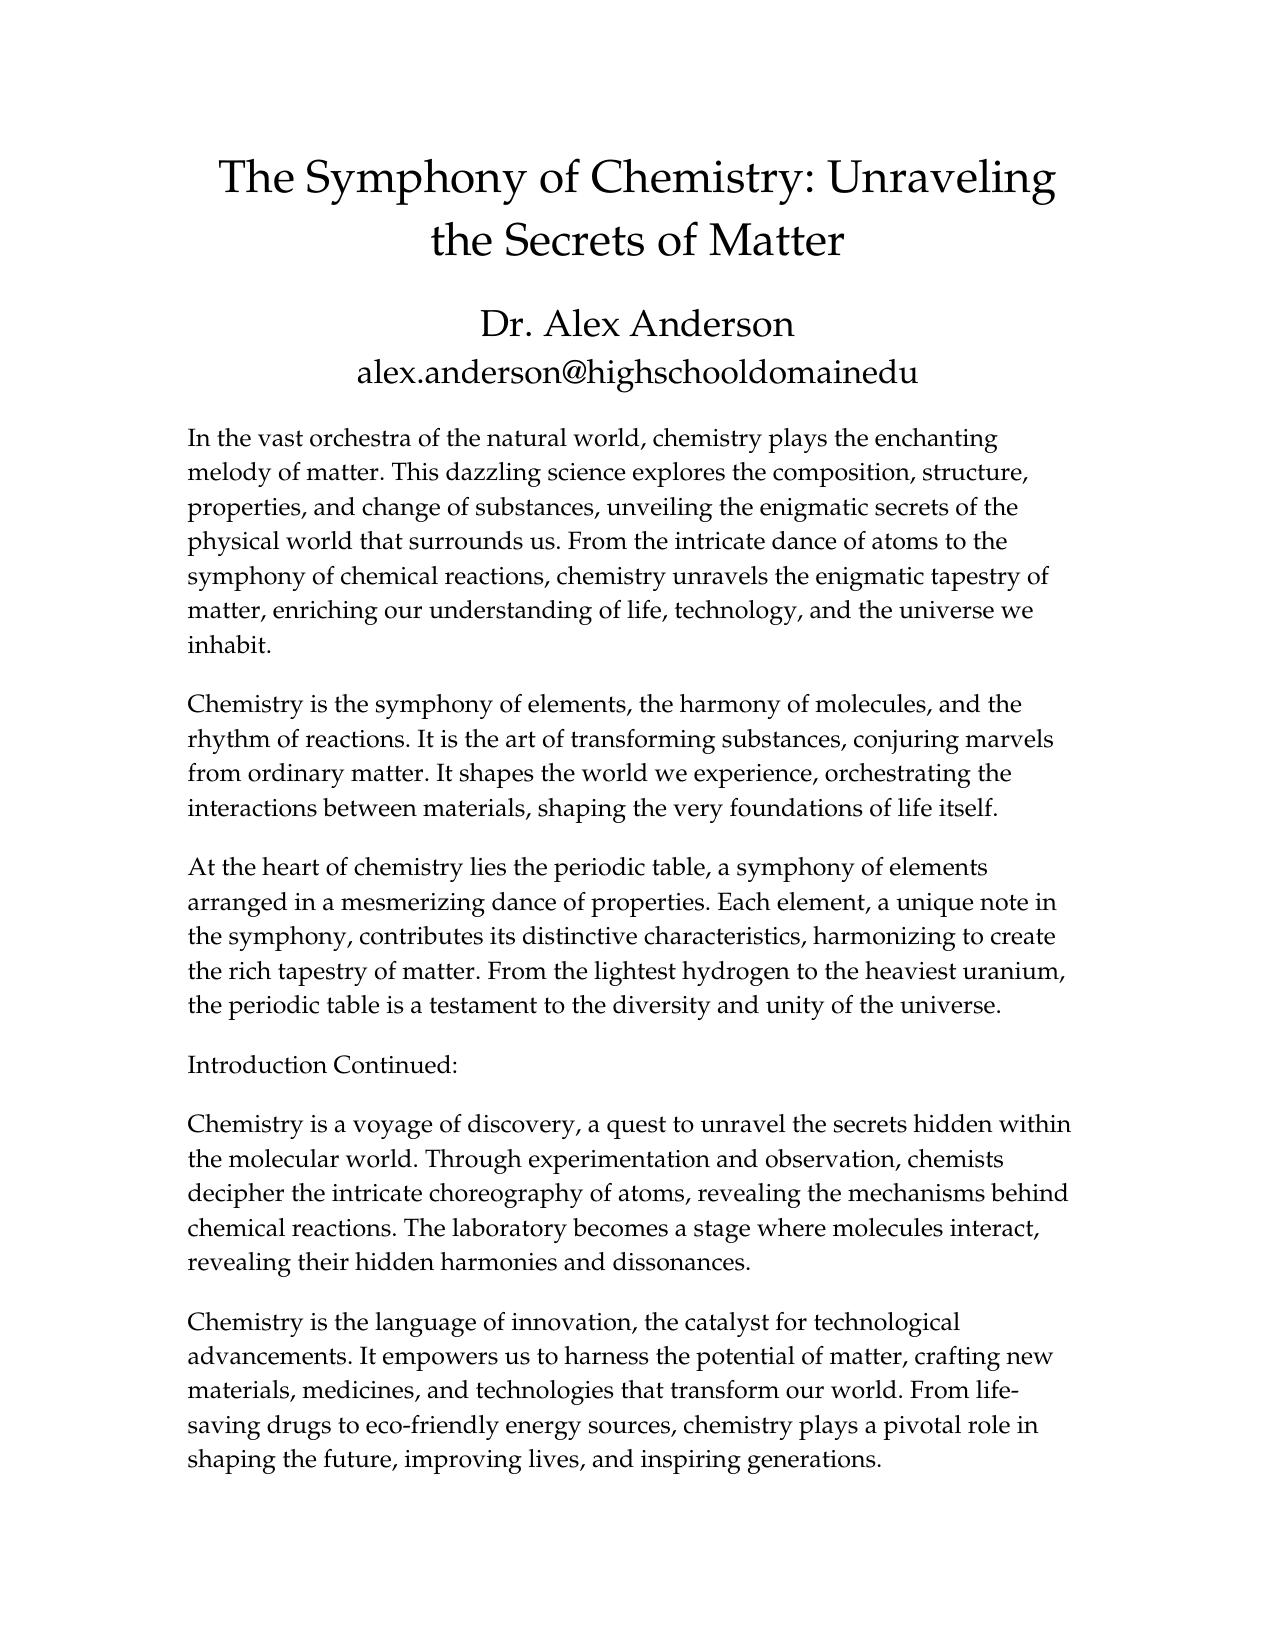 The Symphony of Chemistry: Unraveling
the Secrets of Matter
Dr. Alex Anderson
alex.anderson@highschooldomainedu
In the vast orchestra of the natural world, chemistry plays the enchanting
melody of matter. This dazzling science explores the composition, structure,
properties, and change of substances, unveiling the enigmatic secrets of the
physical world that surrounds us. From the intricate dance of atoms to the
symphony of chemical reactions, chemistry unravels the enigmatic tapestry of
matter, enriching our understanding of life, technology, and the universe we
inhabit.
Chemistry is the symphony of elements, the harmony of molecules, and the
rhythm of reactions. It is the art of transforming substances, conjuring marvels
from ordinary matter. It shapes the world we experience, orchestrating the
interactions between materials, shaping the very foundations of life itself.
At the heart of chemistry lies the periodic table, a symphony of elements
arranged in a mesmerizing dance of properties. Each element, a unique note in
the symphony, contributes its distinctive characteristics, harmonizing to create
the rich tapestry of matter. From the lightest hydrogen to the heaviest uranium,
the periodic table is a testament to the diversity and unity of the universe.
Introduction Continued:
Chemistry is a voyage of discovery, a quest to unravel the secrets hidden within
the molecular world. Through experimentation and observation, chemists
decipher the intricate choreography of atoms, revealing the mechanisms behind
chemical reactions. The laboratory becomes a stage where molecules interact,
revealing their hidden harmonies and dissonances.
Chemistry is the language of innovation, the catalyst for technological
advancements. It empowers us to harness the potential of matter, crafting new
materials, medicines, and technologies that transform our world. From life-
saving drugs to eco-friendly energy sources, chemistry plays a pivotal role in
shaping the future, improving lives, and inspiring generations.